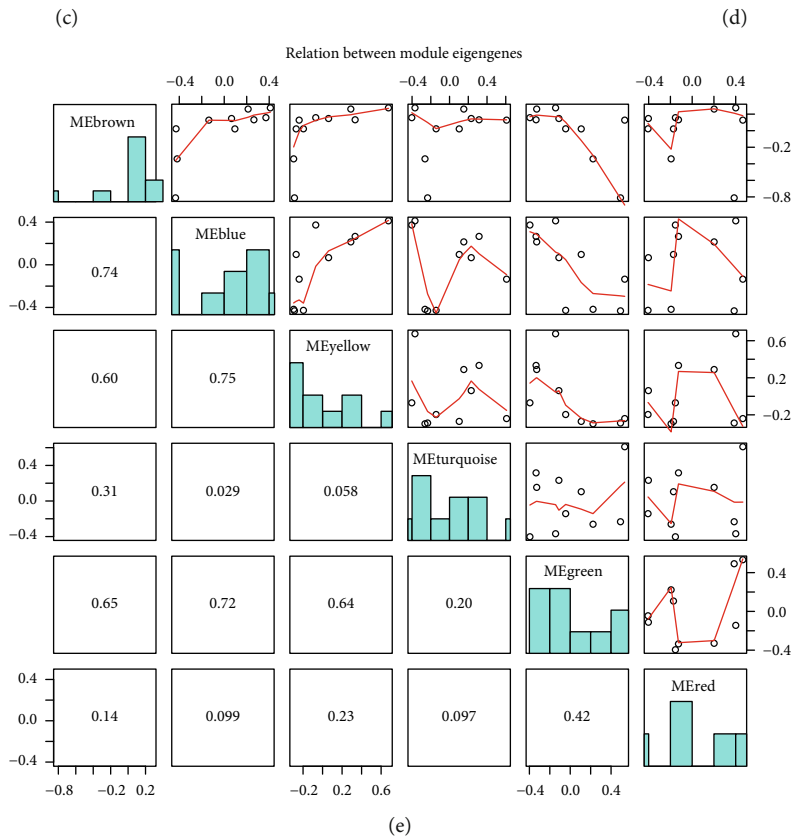 (c) (d)
Relation between module eigengenes
−0.4 0.0 0.4 −0.4 0.0 0.4 −0.4 0.0 0.4
MEbrown
−0.2
−0.8
0.4
0.0
−0.4
0.74
MEblue
0.60
0.75
MEyellow
0.6
0.2
−0.2
0.4
0.0
−0.4
0.31
0.029
0.058
MEturquoise
0.65
0.72
0.64
0.20
MEgreen
0.4
0.0
−0.4
0.4
0.0
−0.4
0.14
0.099
0.23
0.097
0.42
MEred
−0.8 −0.2 0.2 −0.2 0.2 0.6 −0.4 0.0 0.4
(e)